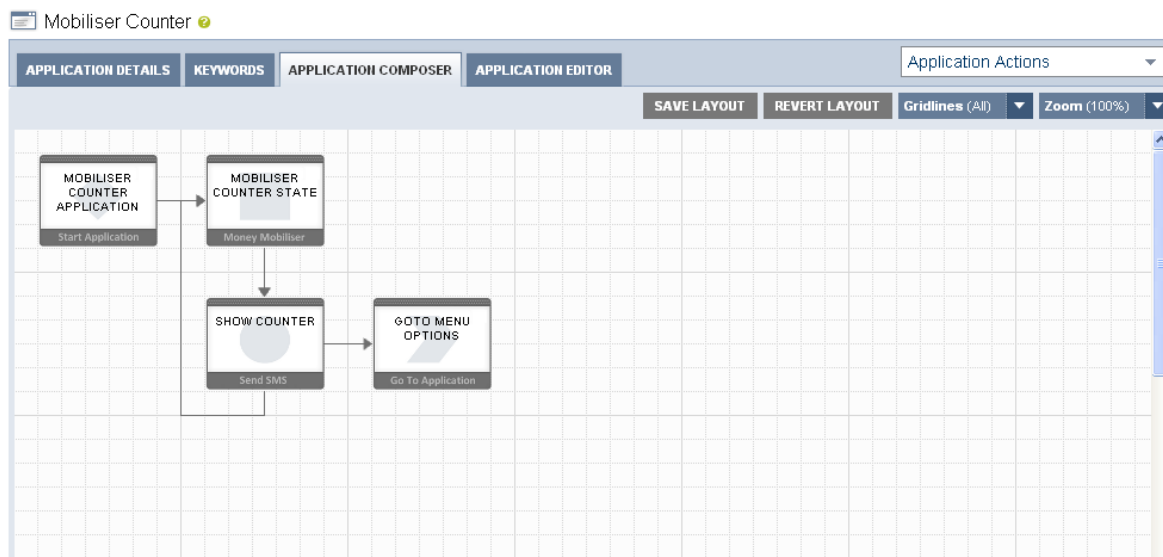 Mobiliser Counter
APPLICATION DETAILS
KEYWORDS
APPLICATION COMPOSER
APPLICATION EDITOR
Application Actions
SAVE LAYOUT
REVERT LAYOUT
Gridlines (All)
Zoom (100%)
MOBILISER
COUNTER
APPLICATION
Start Application
MOBILISER
COUNTER STATE
Money Mobiliser
SHOW COUNTER
Send SMS
GOTO MENU
OPTIONS
Go To Application